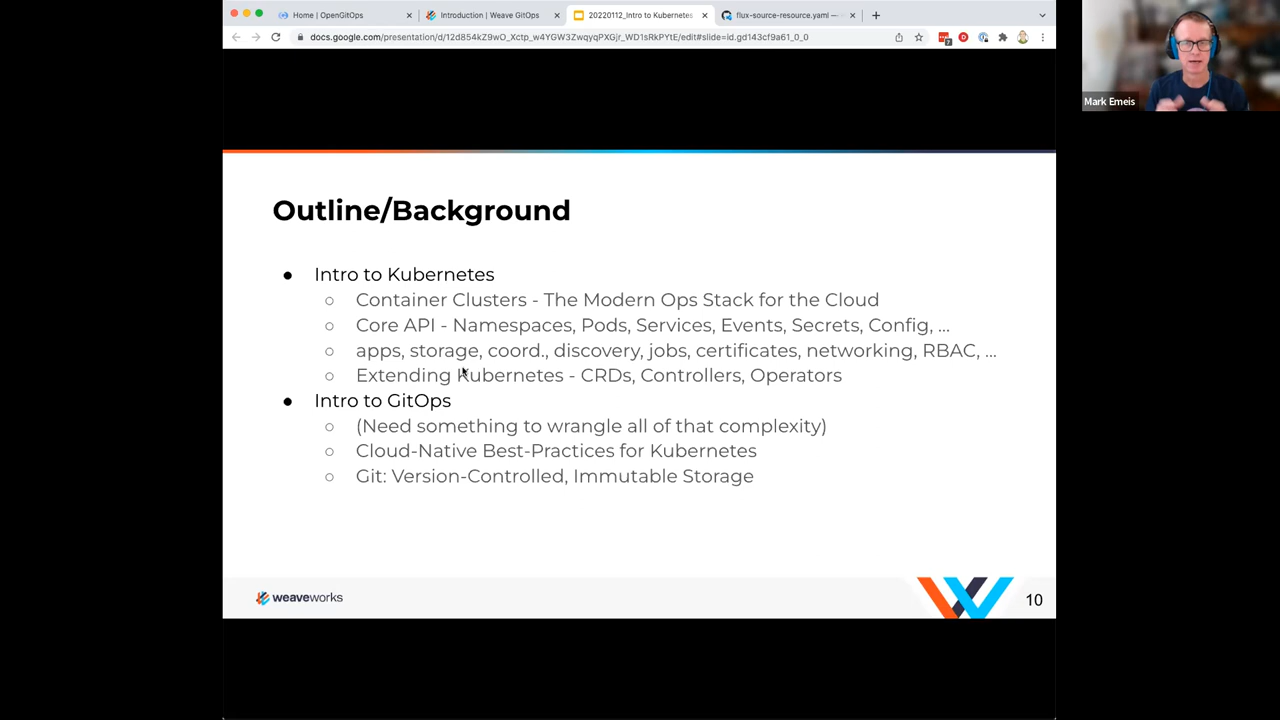 Home | OpenGitOps
Introduction | Weave GitOps
20220112_Intro to Kubernetes
flux-source-resource.yaml —
docs.google.com/presentation/d/12d854kZ9wO_Xctp_w4YGW3ZwqyqPXGjr_WD1sRkPYtE/edit#slide=id.gd143cf9a61_0_0
Mark Emeis
Outline/Background
● Intro to Kubernetes
○ Container Clusters - The Modern Ops Stack for the Cloud
○ Core API - Namespaces, Pods, Services, Events, Secrets, Config, ...
○ apps, storage, coord., discovery, jobs, certificates, networking, RBAC, ...
○ Extending Kubernetes - CRDs, Controllers, Operators
● Intro to GitOps
○ (Need something to wrangle all of that complexity)
○ Cloud-Native Best-Practices for Kubernetes
○ Git: Version-Controlled, Immutable Storage
weaveworks
10